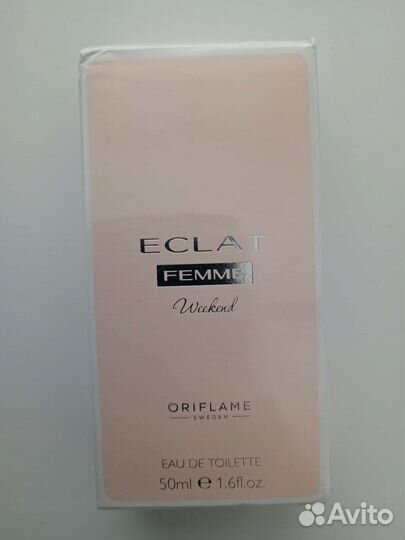 ECLAT
FEMME
Weekend
ORIFLAME
SWEDEN
EAU DE TOILETTE
50ml ℮ 1.6fl.oz.
Avito